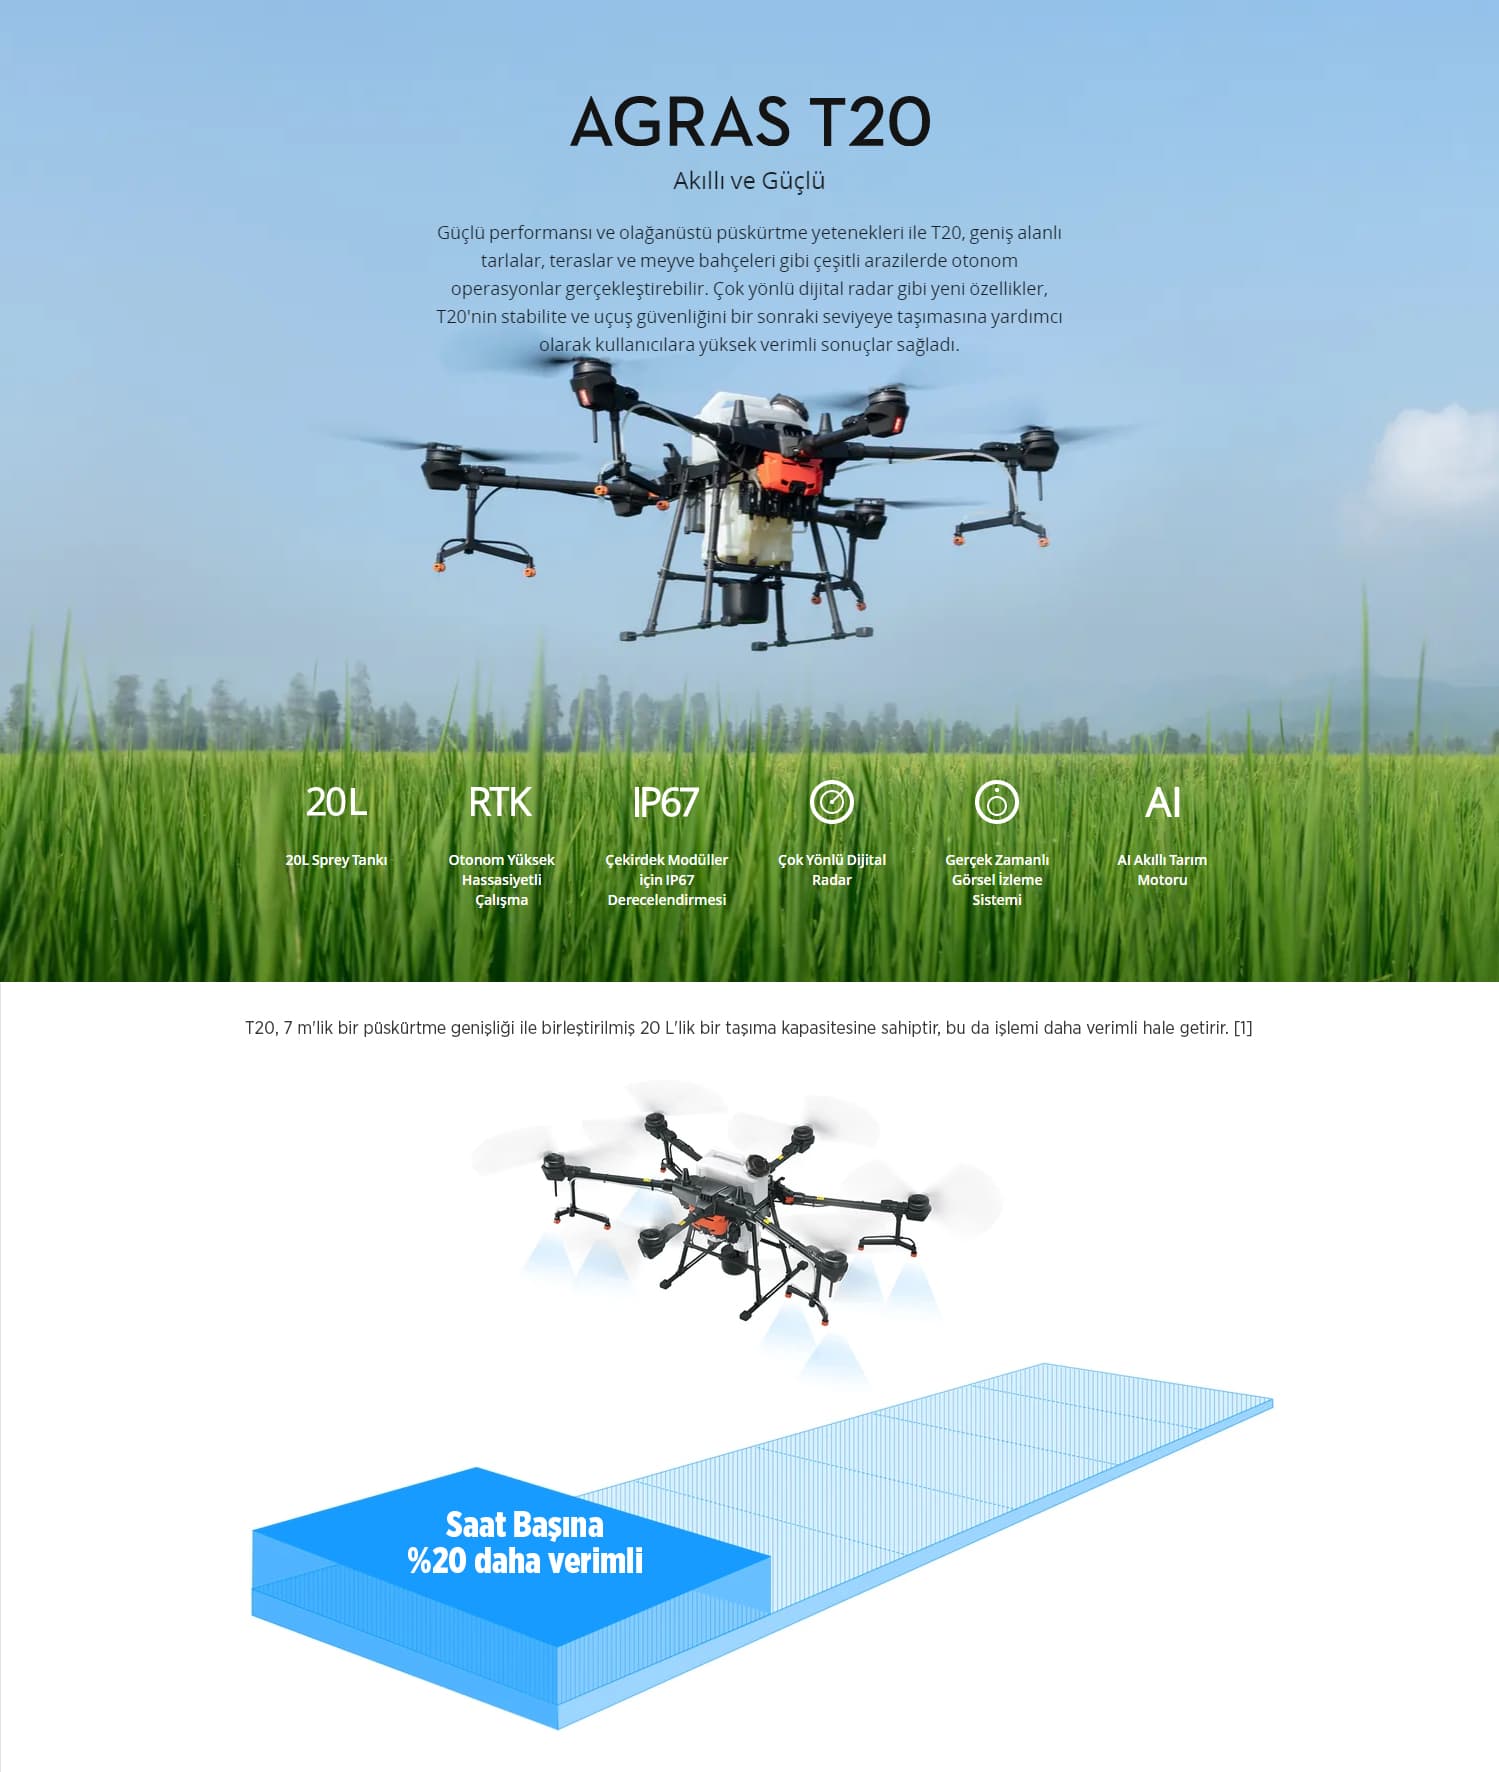 AGRAS T20
Akıllı ve Güçlü
Güçlü performansı ve olağanüstü püskürtme yetenekleri ile T20, geniş alanlı
tarlalar, teraslar ve meyve bahçeleri gibi çeşitli arazilerde otonom
operasyonlar gerçekleştirebilir. Çok yönlü dijital radar gibi yeni özellikler,
T20'nin stabilite ve uçuş güvenliğini bir sonraki seviyeye taşımasına yardımcı
olarak kullanıcılara yüksek verimli sonuçlar sağladı.
20L
20L Sprey Tankı
RTK
Otonom Yüksek
Hassasiyetli
Çalışma
IP67
Çekirdek Modüller
için IP67
Derecelendirmesi
Çok Yönlü Dijital
Radar
Gerçek Zamanlı
Görsel İzleme
Sistemi
AI
AI Akıllı Tarım
Motoru
T20, 7 m'lik bir püskürtme genişliği ile birleştirilmiş 20 L'lik bir taşıma kapasitesine sahiptir, bu da işlemi daha verimli hale getirir. [1]
Saat Başına
%20 daha verimli